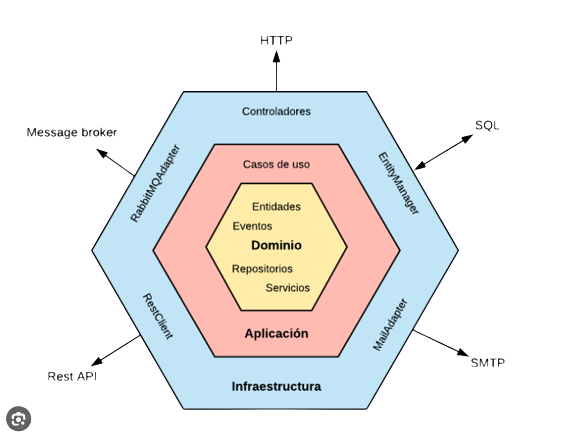 HTTP
Message broker
SQL
Controladores
RabbitMQAdapter
EntityManager
Casos de uso
Entidades
Eventos
Dominio
Repositorios
Servicios
RestClient
MailAdapter
Aplicación
Rest API
SMTP
Infraestructura